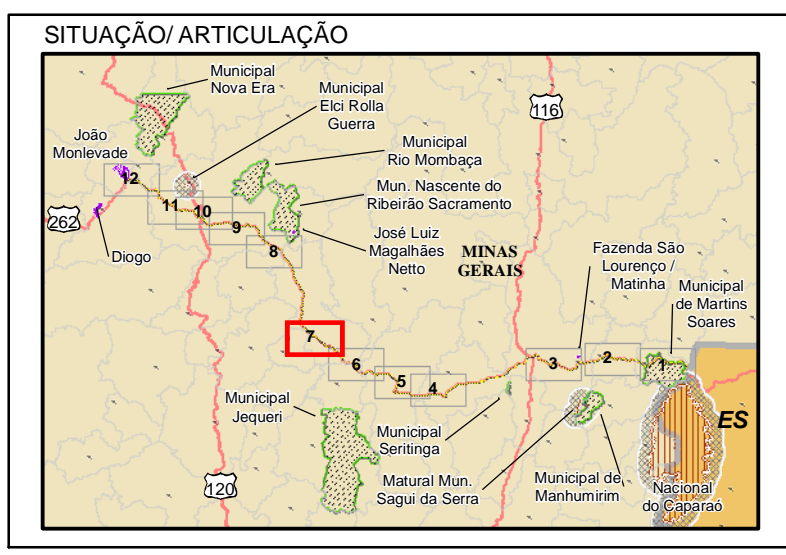 SITUAÇÃO/ ARTICULAÇÃO
Municipal
Nova Era
Municipal
Elci Rolla
Guerra
116
João
Monlevade
Municipal
Rio Mombaça
12
Mun. Nascente do
Ribeirão Sacramento
11
10
262
9
José Luiz
Magalhães
Netto
Diogo
8
MINAS
GERAIS
Fazenda São
Lourenço /
Matinha
Municipal
de Martins
Soares
7
6
5
4
3
2
1
Municipal
Jequeri
Municipal
Seritinga
ES
Matural Mun.
Sagui da Serra
Municipal de
Manhumirim
Nacional
do Caparaó
120